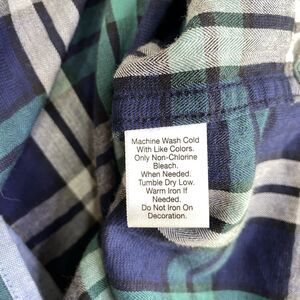 Machine Wash Cold
With Like Colors.
Only Non-Chlorine
Bleach.
When Needed.
Tumble Dry Low.
Warm Iron If
Needed.
Do Not Iron On
Decoration.